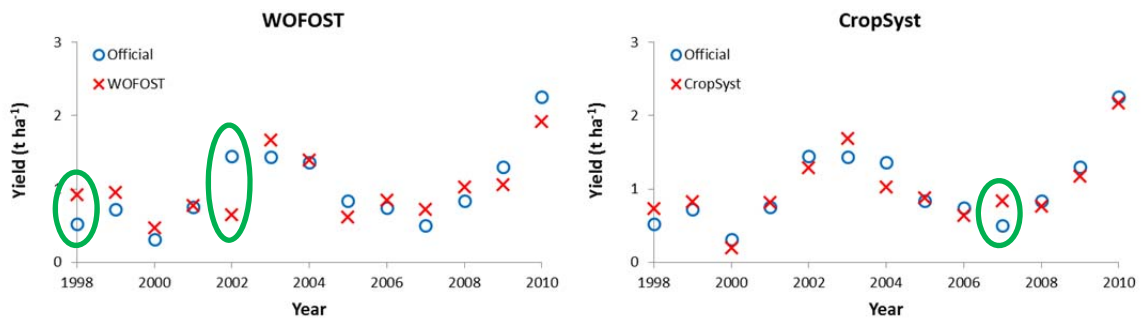 WOFOST
Official
WOFOST
Yield (t ha-1)
3
2
1
0
1998 2000 2002 2004 2006 2008 2010
Year
CropSyst
Official
CropSyst
Yield (t ha-1)
3
2
1
0
1998 2000 2002 2004 2006 2008 2010
Year